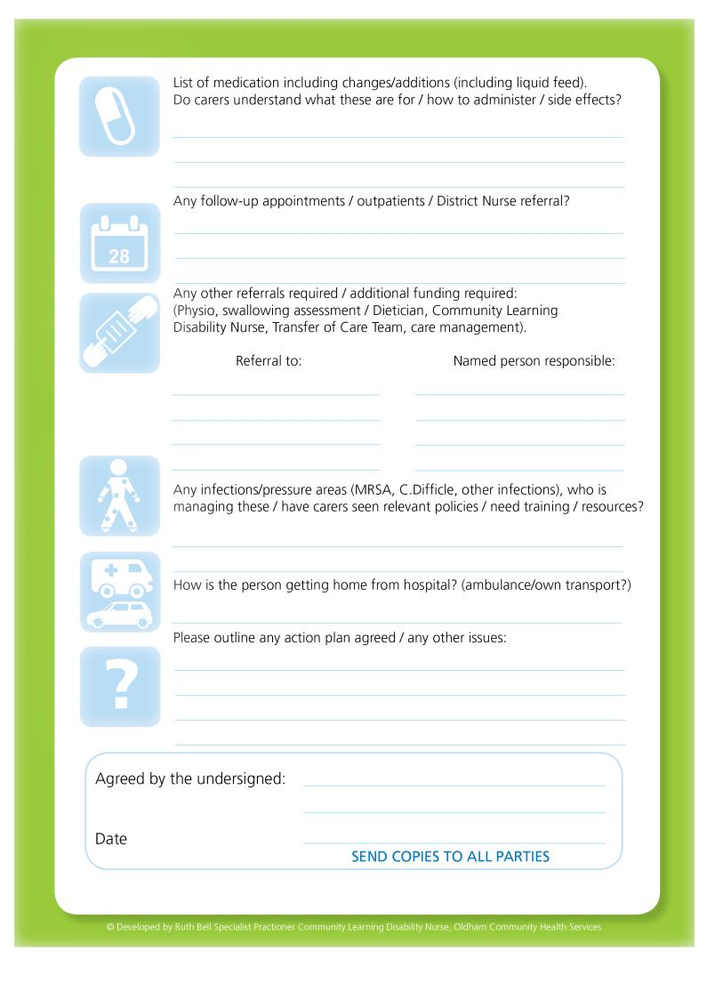 List of medication including changes/additions (including liquid feed).
Do carers understand what these are for / how to administer / side effects?
Any follow-up appointments / outpatients / District Nurse referral?
28
Any other referrals required / additional funding required:
(Physio, swallowing assessment / Dietician, Community Learning
Disability Nurse, Transfer of Care Team, care management).
Referral to:
Named person responsible:
Any infections/pressure areas (MRSA, C.Difficle, other infections), who is
managing these / have carers seen relevant policies / need training / resources?
How is the person getting home from hospital? (ambulance/own transport?)
Please outline any action plan agreed / any other issues:
?
Agreed by the undersigned:
Date
SEND COPIES TO ALL PARTIES
© Developed by Ruth Bell Specialist Practitioner Community Learning Disability Nurse, Oldham Community Health Services